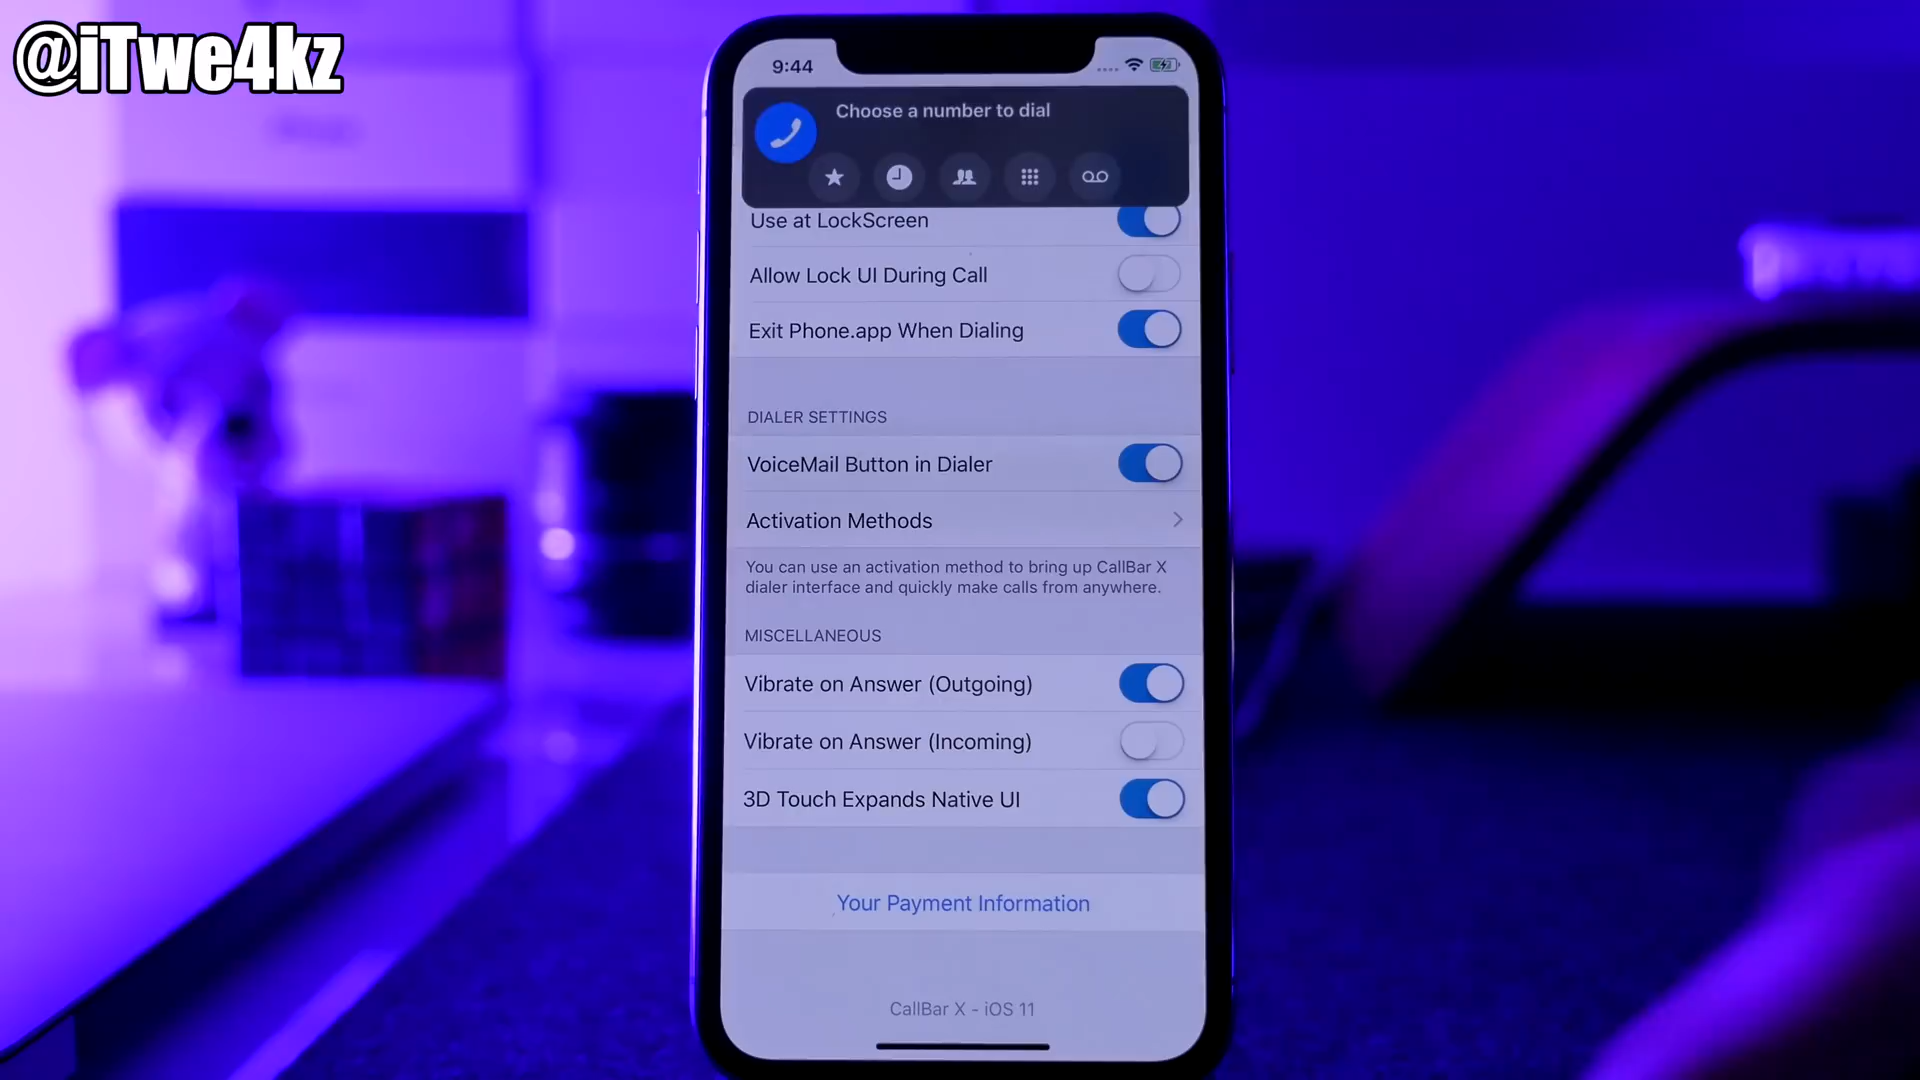 @iTwe4kz
9:44
Choose a number to dial
Use at LockScreen
Allow Lock UI During Call
Exit Phone.app When Dialing
DIALER SETTINGS
VoiceMail Button in Dialer
Activation Methods
You can use an activation method to bring up CallBar X
dialer interface and quickly make calls from anywhere.
MISCELLANEOUS
Vibrate on Answer (Outgoing)
Vibrate on Answer (Incoming)
3D Touch Expands Native UI
Your Payment Information
CallBar X - iOS 11